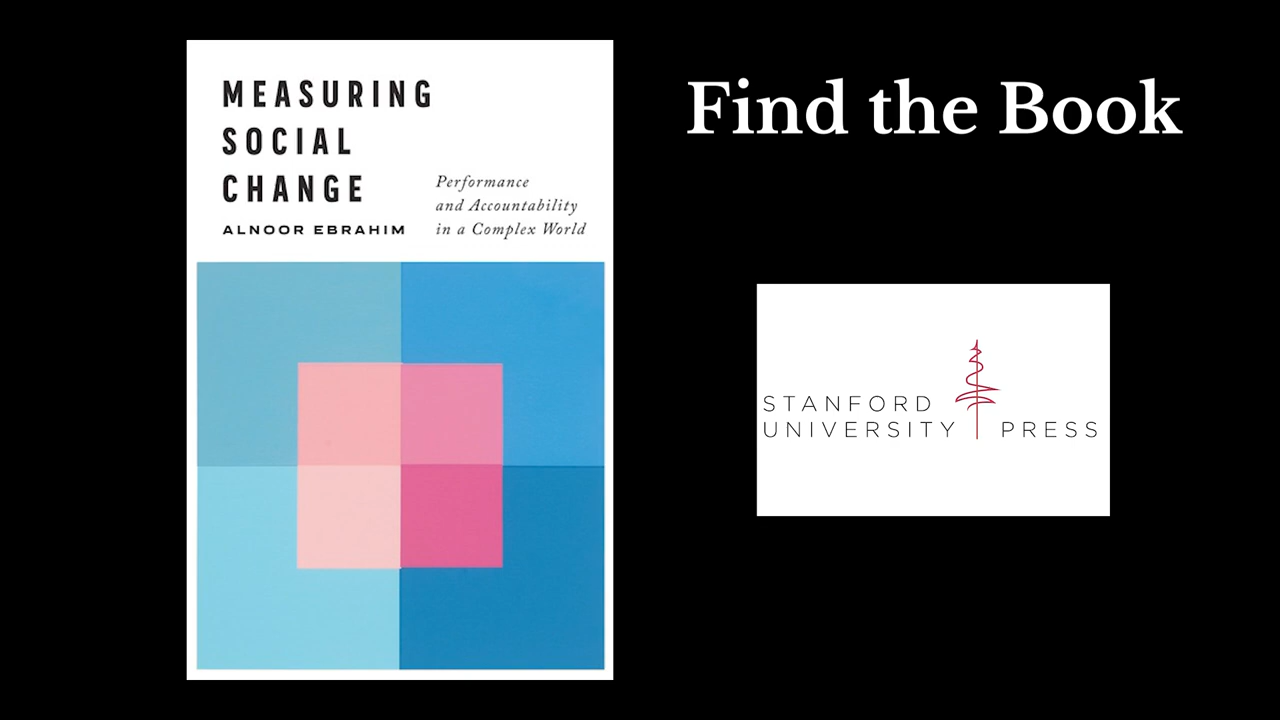 MEASURING
SOCIAL
CHANGE
ALNOOR EBRAHIM
Performance
and Accountability
in a Complex World
Find the Book
STANFORD
UNIVERSITY PRESS